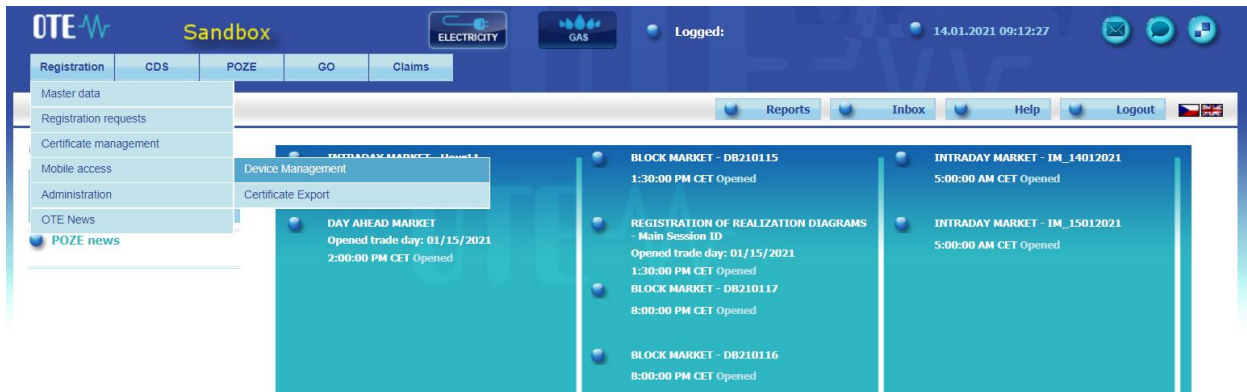 OTE
Sandbox
ELECTRICITY
GAS
Logged:
14.01.2021 09:12:27
Registration
CDS
POZE
GO
Claims
Master data
Registration requests
Certificate management
Mobile access
Administration
OTE News
Device Management
Certificate Export
Reports
Inbox
Help
Logout
POZE news
INTRADAY MARKET - Hour11
DAY AHEAD MARKET
Opened trade day: 01/15/2021
2:00:00 PM CET Opened
BLOCK MARKET - DB210115
1:30:00 PM CET Opened
REGISTRATION OF REALIZATION DIAGRAMS
- Main Session ID
Opened trade day: 01/15/2021
1:30:00 PM CET Opened
BLOCK MARKET - DB210117
8:00:00 PM CET Opened
BLOCK MARKET - DB210116
8:00:00 PM CET Opened
INTRADAY MARKET - IM_14012021
5:00:00 AM CET Opened
INTRADAY MARKET - IM_15012021
5:00:00 AM CET Opened